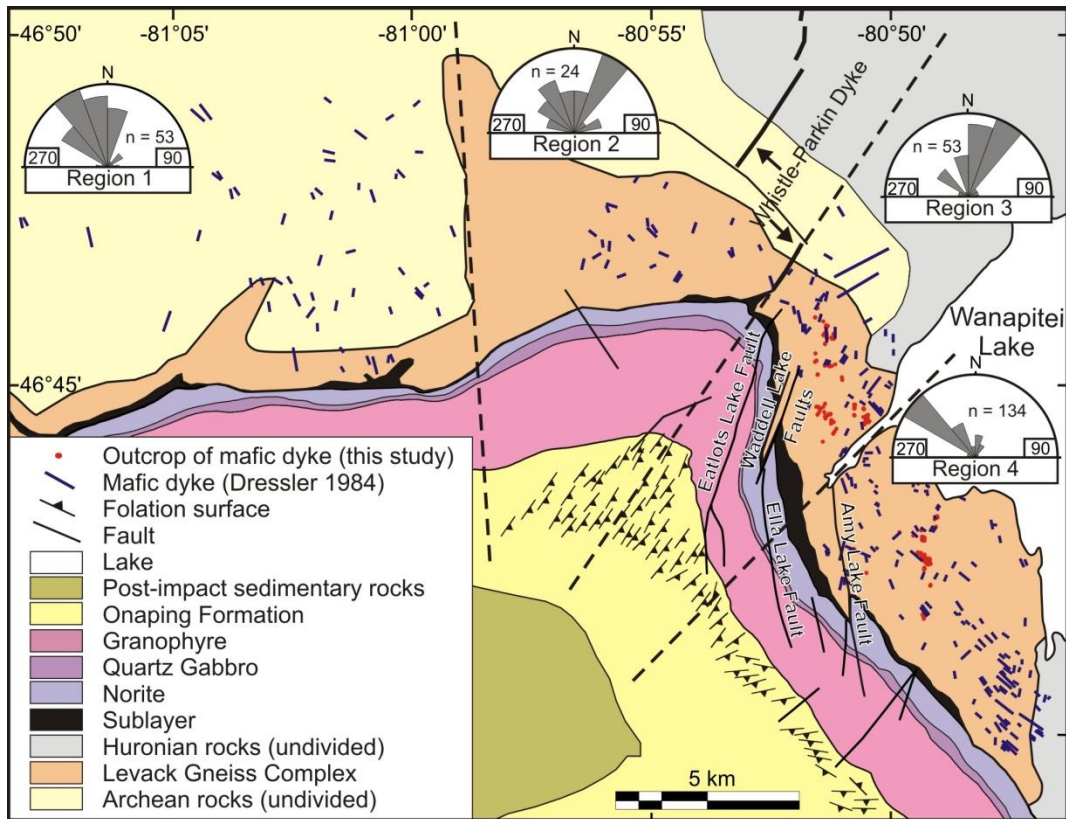 -46°50'
-81°05'
-81°00'
-80°55'
-80°50'
N
n = 53
270
90
Region 1
N
n = 24
270
90
Region 2
N
n = 53
270
90
Region 3
Whistle-Parkin Dyke
Wanapitei
Lake
N
n = 134
270
90
Region 4
-46°45'
Eatlots Lake Fault
Waddell Lake
Faults
Ella Lake Fault
Amy Lake Fault
Outcrop of mafic dyke (this study)
Mafic dyke (Dressler 1984)
Folation surface
Fault
Lake
Post-impact sedimentary rocks
Onaping Formation
Granophyre
Quartz Gabbro
Norite
Sublayer
Huronian rocks (undivided)
Levack Gneiss Complex
Archean rocks (undivided)
5 km